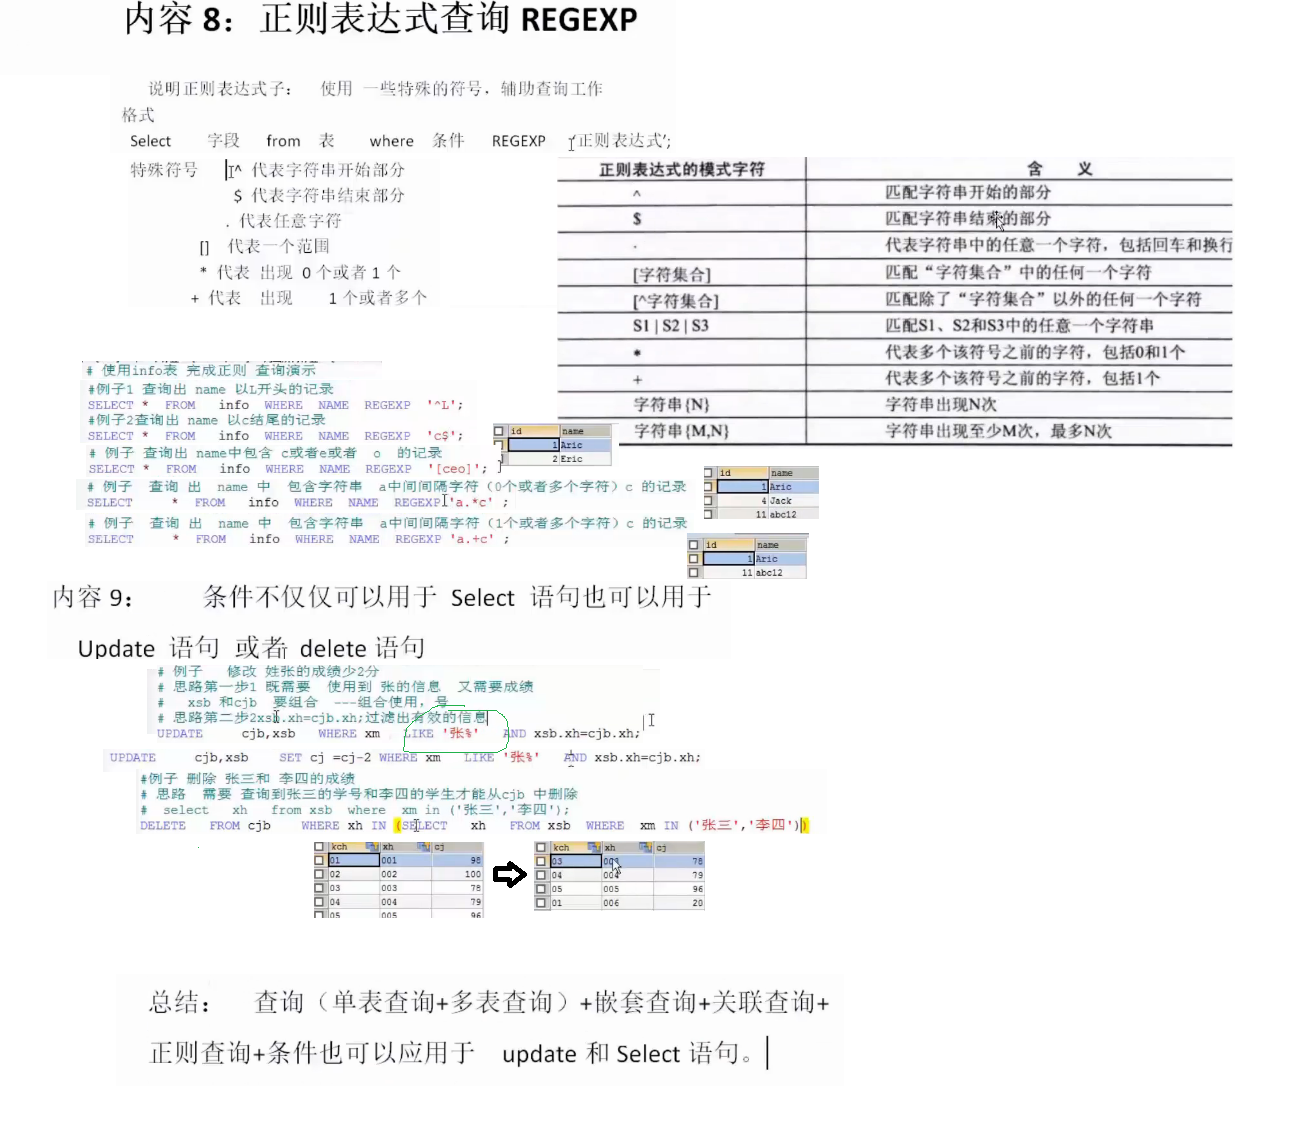 内容 8：正则表达式查询 REGEXP
说明正则表达式子： 使用 一些特殊的符号，辅助查询工作
格式
Select 字段 from 表 where 条件 REGEXP '正则表达式';
特殊符号 ^ 代表字符串开始部分
$ 代表字符串结束部分
. 代表任意字符
[] 代表一个范围
* 代表 出现 0 个或者 1 个
+ 代表 出现 1 个或者多个
正则表达式的模式字符 含 义
^ 匹配字符串开始的部分
$ 匹配字符串结束的部分
. 代表字符串中的任意一个字符，包括回车和换行
[字符集合] 匹配“字符集合”中的任何一个字符
[^字符集合] 匹配除了“字符集合”以外的任何一个字符
S1 | S2 | S3 匹配S1、S2和S3中的任意一个字符串
* 代表多个该符号之前的字符，包括0和1个
+ 代表多个该符号之前的字符，包括1个
字符串{N} 字符串出现N次
字符串{M,N} 字符串出现至少M次，最多N次
# 使用info表 完成正则 查询演示
#例子1 查询出 name 以L开头的记录
SELECT * FROM info WHERE NAME REGEXP '^L';
#例子2查询出 name 以c结尾的记录
SELECT * FROM info WHERE NAME REGEXP 'c$';
# 例子 查询出 name中包含 c或者e或者 o 的记录
SELECT * FROM info WHERE NAME REGEXP '[ceo]';
id name
1 Aric
2 Eric
# 例子 查询 出 name 中 包含字符串 a中间间隔字符（0个或者多个字符）c 的记录
SELECT * FROM info WHERE NAME REGEXP 'a.*c' ;
id name
1 Aric
4 Jack
11 abc12
# 例子 查询 出 name 中 包含字符串 a中间间隔字符（1个或者多个字符）c 的记录
SELECT * FROM info WHERE NAME REGEXP 'a.+c' ;
id name
1 Aric
11 abc12
内容 9： 条件不仅仅可以用于 Select 语句也可以用于
Update 语句 或者 delete 语句
# 例子 修改 姓张的成绩少2分
# 思路第一步1 既需要 使用到 张的信息 又需要成绩
# xsb 和cjb 要组合 ---组合使用，号
# 思路第二步2xsb.xh=cjb.xh;过滤出有效的信息
UPDATE cjb,xsb WHERE xm LIKE '张%' AND xsb.xh=cjb.xh;
UPDATE cjb,xsb SET cj =cj-2 WHERE xm LIKE '张%' AND xsb.xh=cjb.xh;
#例子 删除 张三和 李四的成绩
# 思路 需要 查询到张三的学号和李四的学生才能从cjb 中删除
# select xh from xsb where xm in ('张三','李四');
DELETE FROM cjb WHERE xh IN (SELECT xh FROM xsb WHERE xm IN ('张三','李四'))
kch xh cj
01 001 98
02 002 100
03 003 78
04 004 79
05 005 96
kch xh cj
03 003 78
04 004 79
05 005 96
01 006 20
总结： 查询（单表查询+多表查询）+嵌套查询+关联查询+
正则查询+条件也可以应用于 update 和 Select 语句。